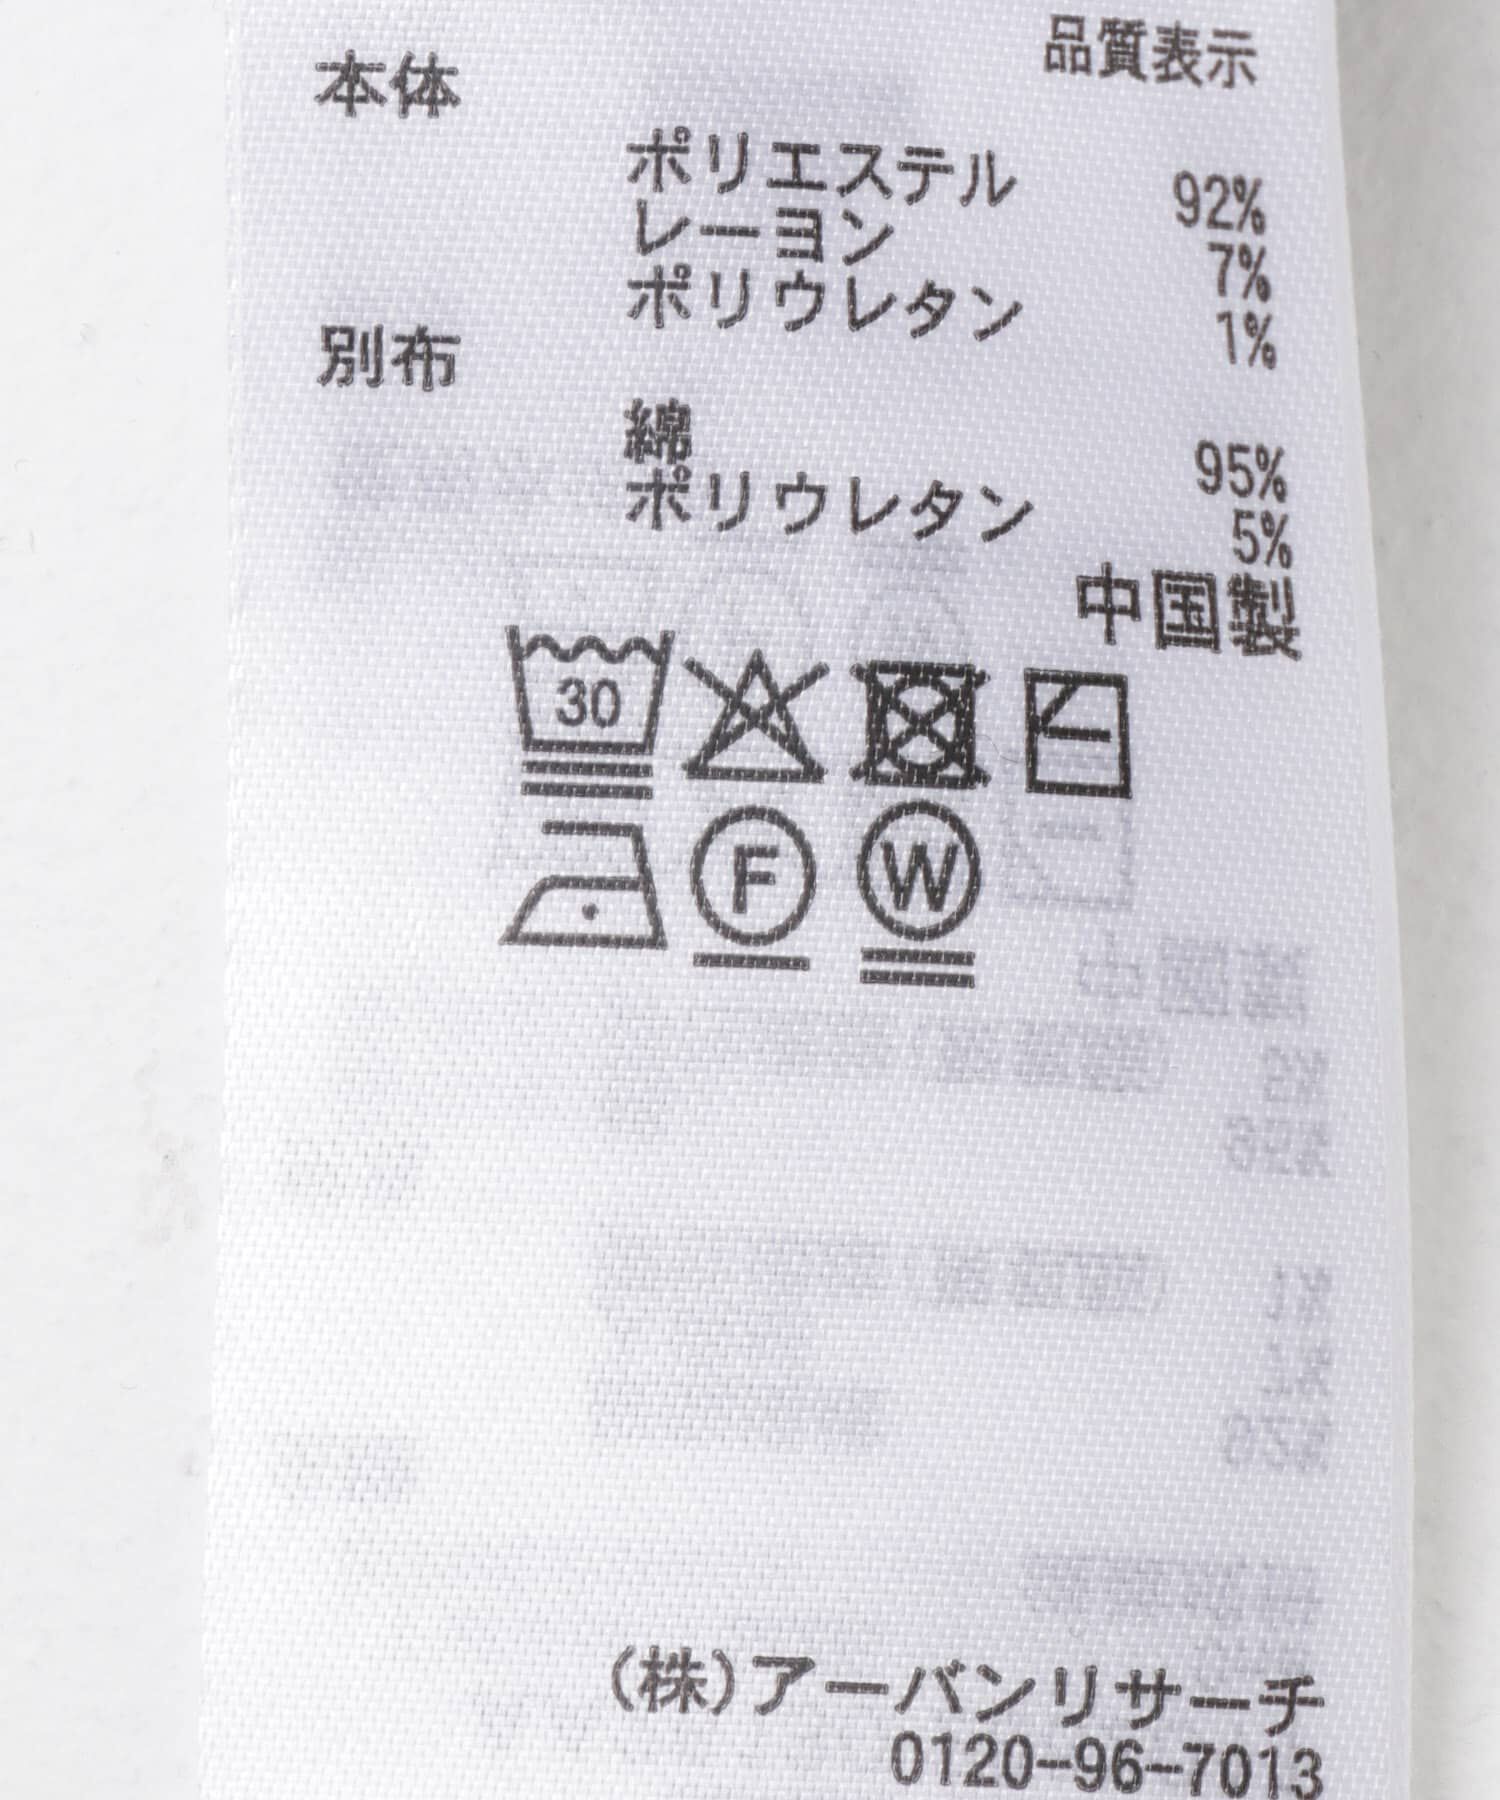 品質表示
本体
ポリエステル 92%
レーヨン 7%
ポリウレタン 1%
別布
綿 95%
ポリウレタン 5%
中国製
30
F W
(株)アーバンリサーチ
0120-96-7013